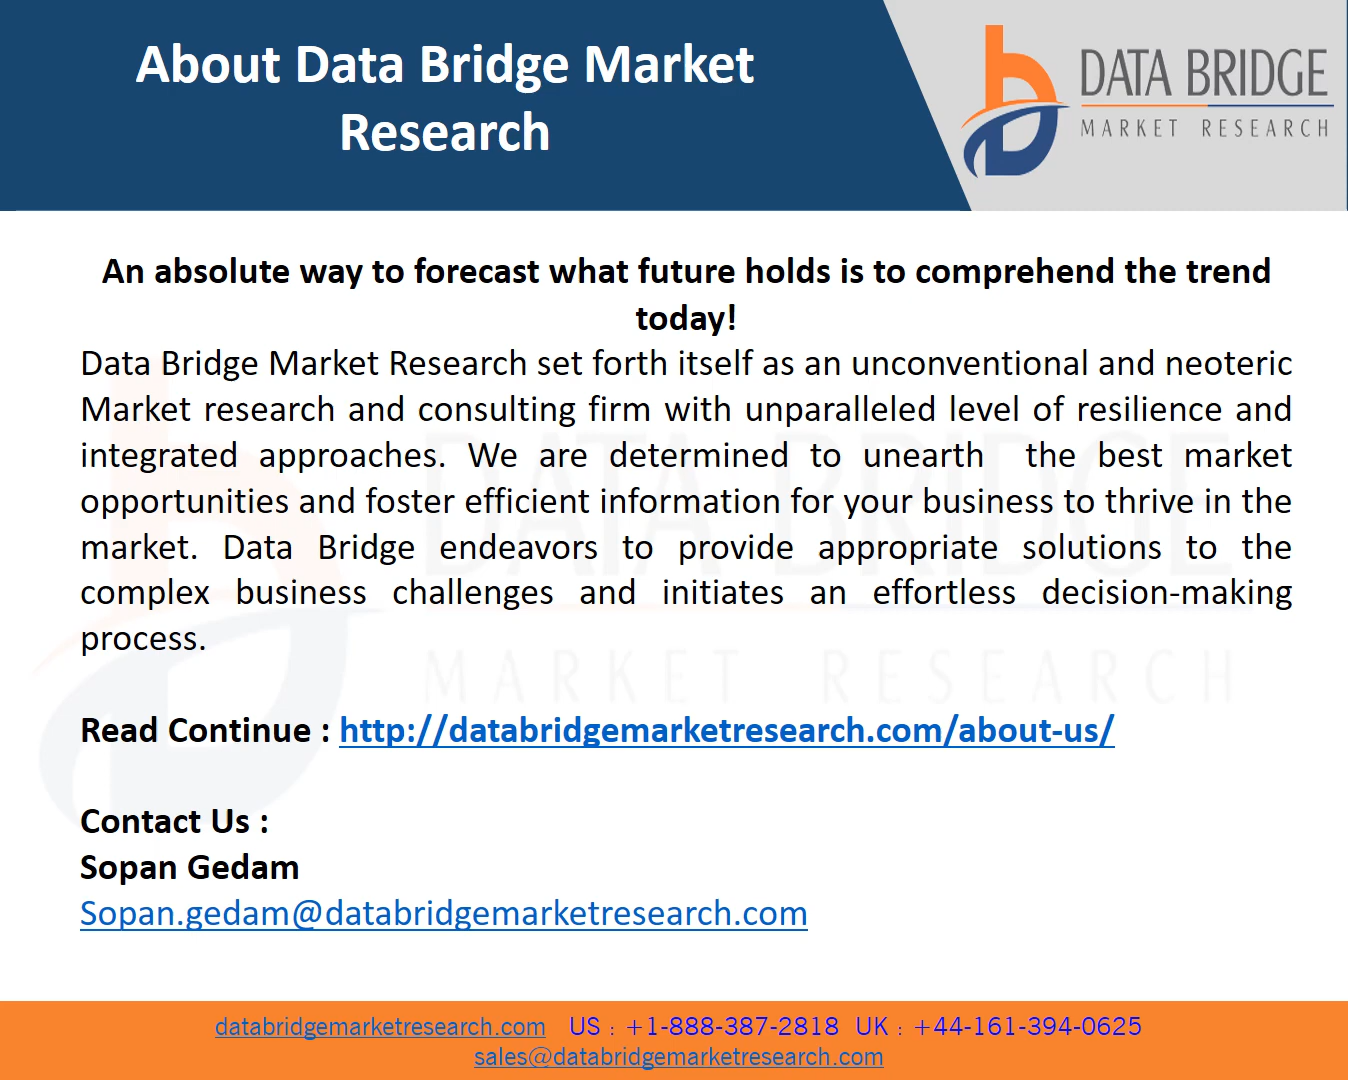 About Data Bridge Market
Research
DATA BRIDGE
MARKET RESEARCH
An absolute way to forecast what future holds is to comprehend the trend
today!
Data Bridge Market Research set forth itself as an unconventional and neoteric
Market research and consulting firm with unparalleled level of resilience and
integrated approaches. We are determined to unearth the best market
opportunities and foster efficient information for your business to thrive in the
market. Data Bridge endeavors to provide appropriate solutions to the
complex business challenges and initiates an effortless decision-making
process.
DATA BRIDGE
MARKET RESEARCH
Read Continue : http://databridgemarketresearch.com/about-us/
Contact Us :
Sopan Gedam
Sopan.gedam@databridgemarketresearch.com
databridgemarketresearch.com US : +1-888-387-2818 UK : +44-161-394-0625
sales@databridgemarketresearch.com